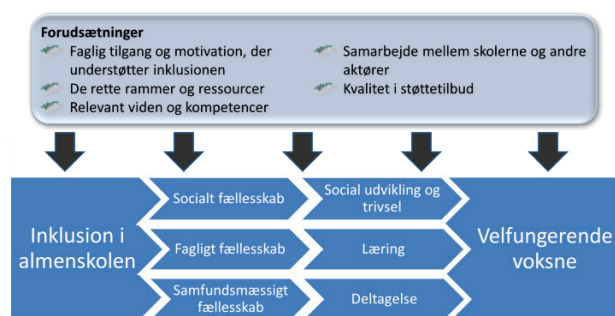 Forudsætninger
Faglig tilgang og motivation, der
understøtter inklusionen
De rette rammer og ressourcer
Relevant viden og kompetencer
Samarbejde mellem skolerne og andre
aktører
Kvalitet i støttetilbud
Inklusion i
almenskolen
Socialt fællesskab
Fagligt fællesskab
Samfundsmæssigt
fællesskab
Social udvikling og
trivsel
Læring
Deltagelse
Velfungerende
voksne